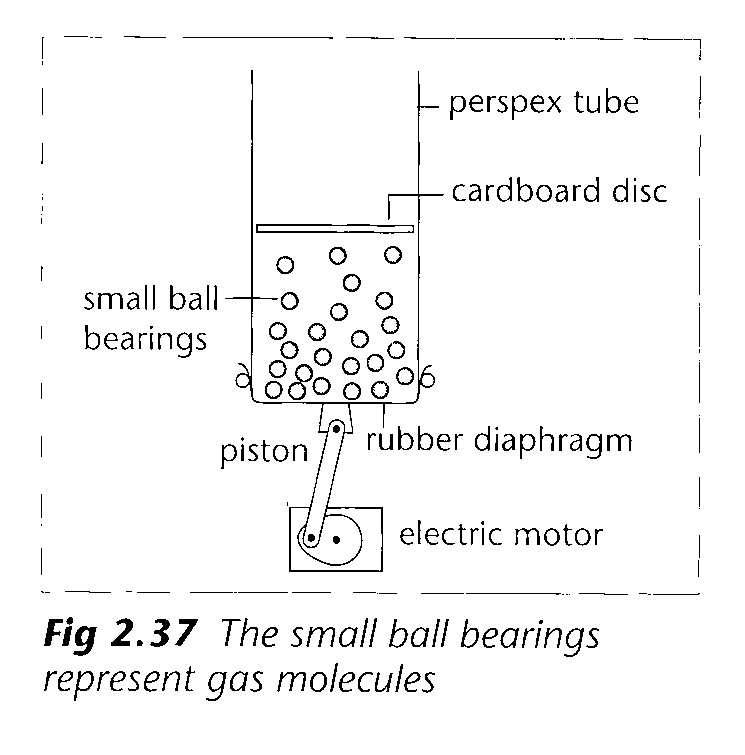 perspex tube
cardboard disc
small ball
bearings
piston
rubber diaphragm
electric motor
Fig 2.37 The small ball bearings
represent gas molecules